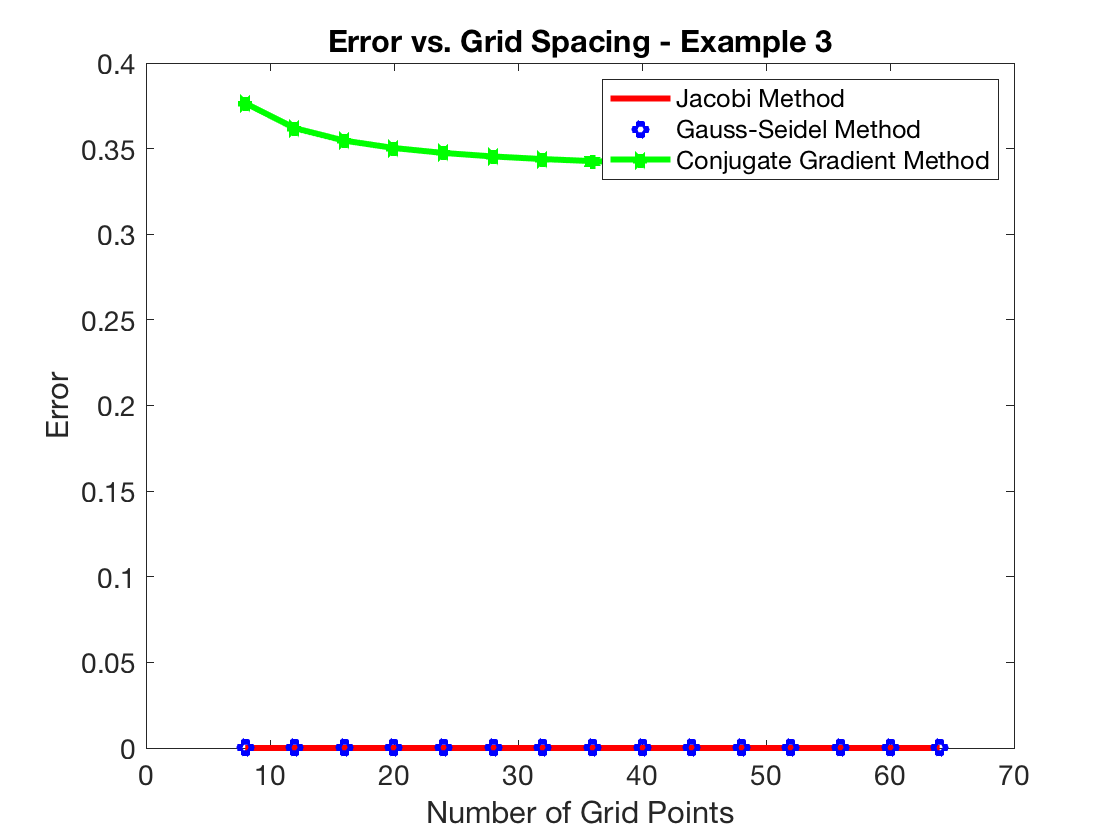 Error vs. Grid Spacing - Example 3
Jacobi Method
Gauss-Seidel Method
Conjugate Gradient Method
0.4
0.35
0.3
0.25
0.2
0.15
0.1
0.05
0
Error
0 10 20 30 40 50 60 70
Number of Grid Points